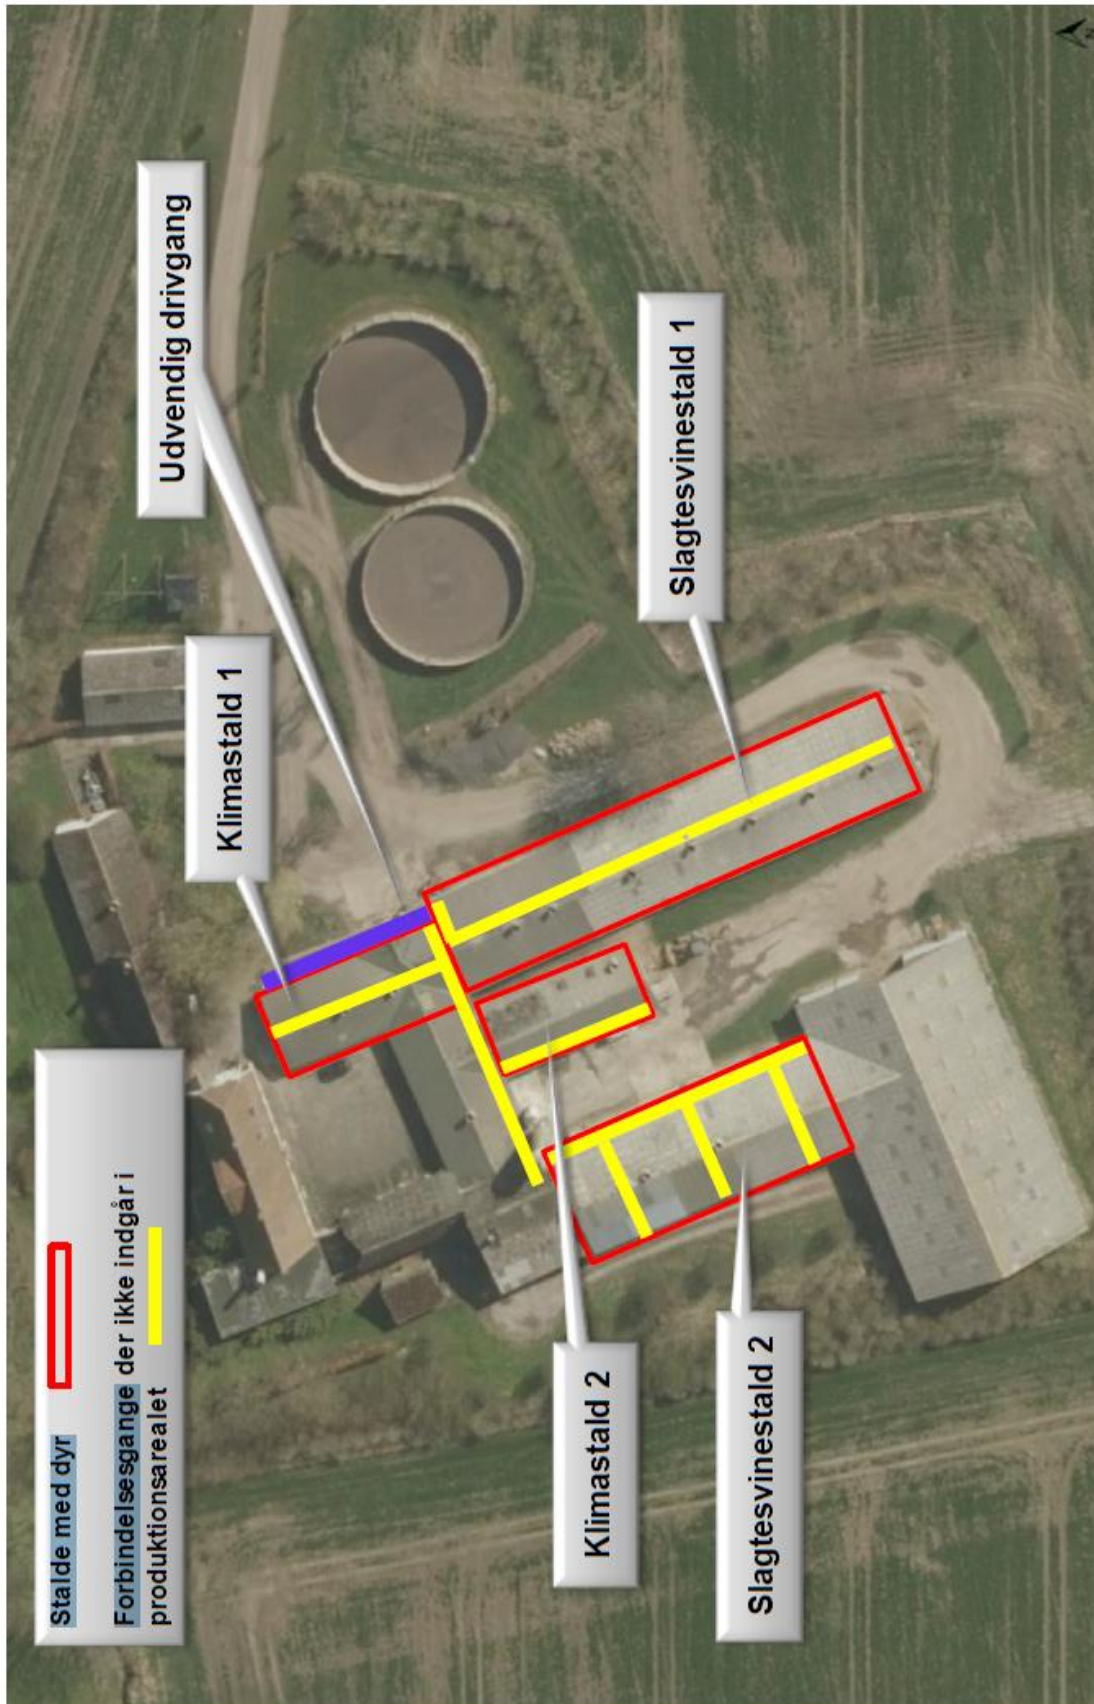 Stalde med dyr
Forbindelsesgange der ikke indgår i
produktionsarealet
Klimastald 1
Udvendig drivgang
Klimastald 2
Slagtesvinestald 2
Slagtesvinestald 1
N